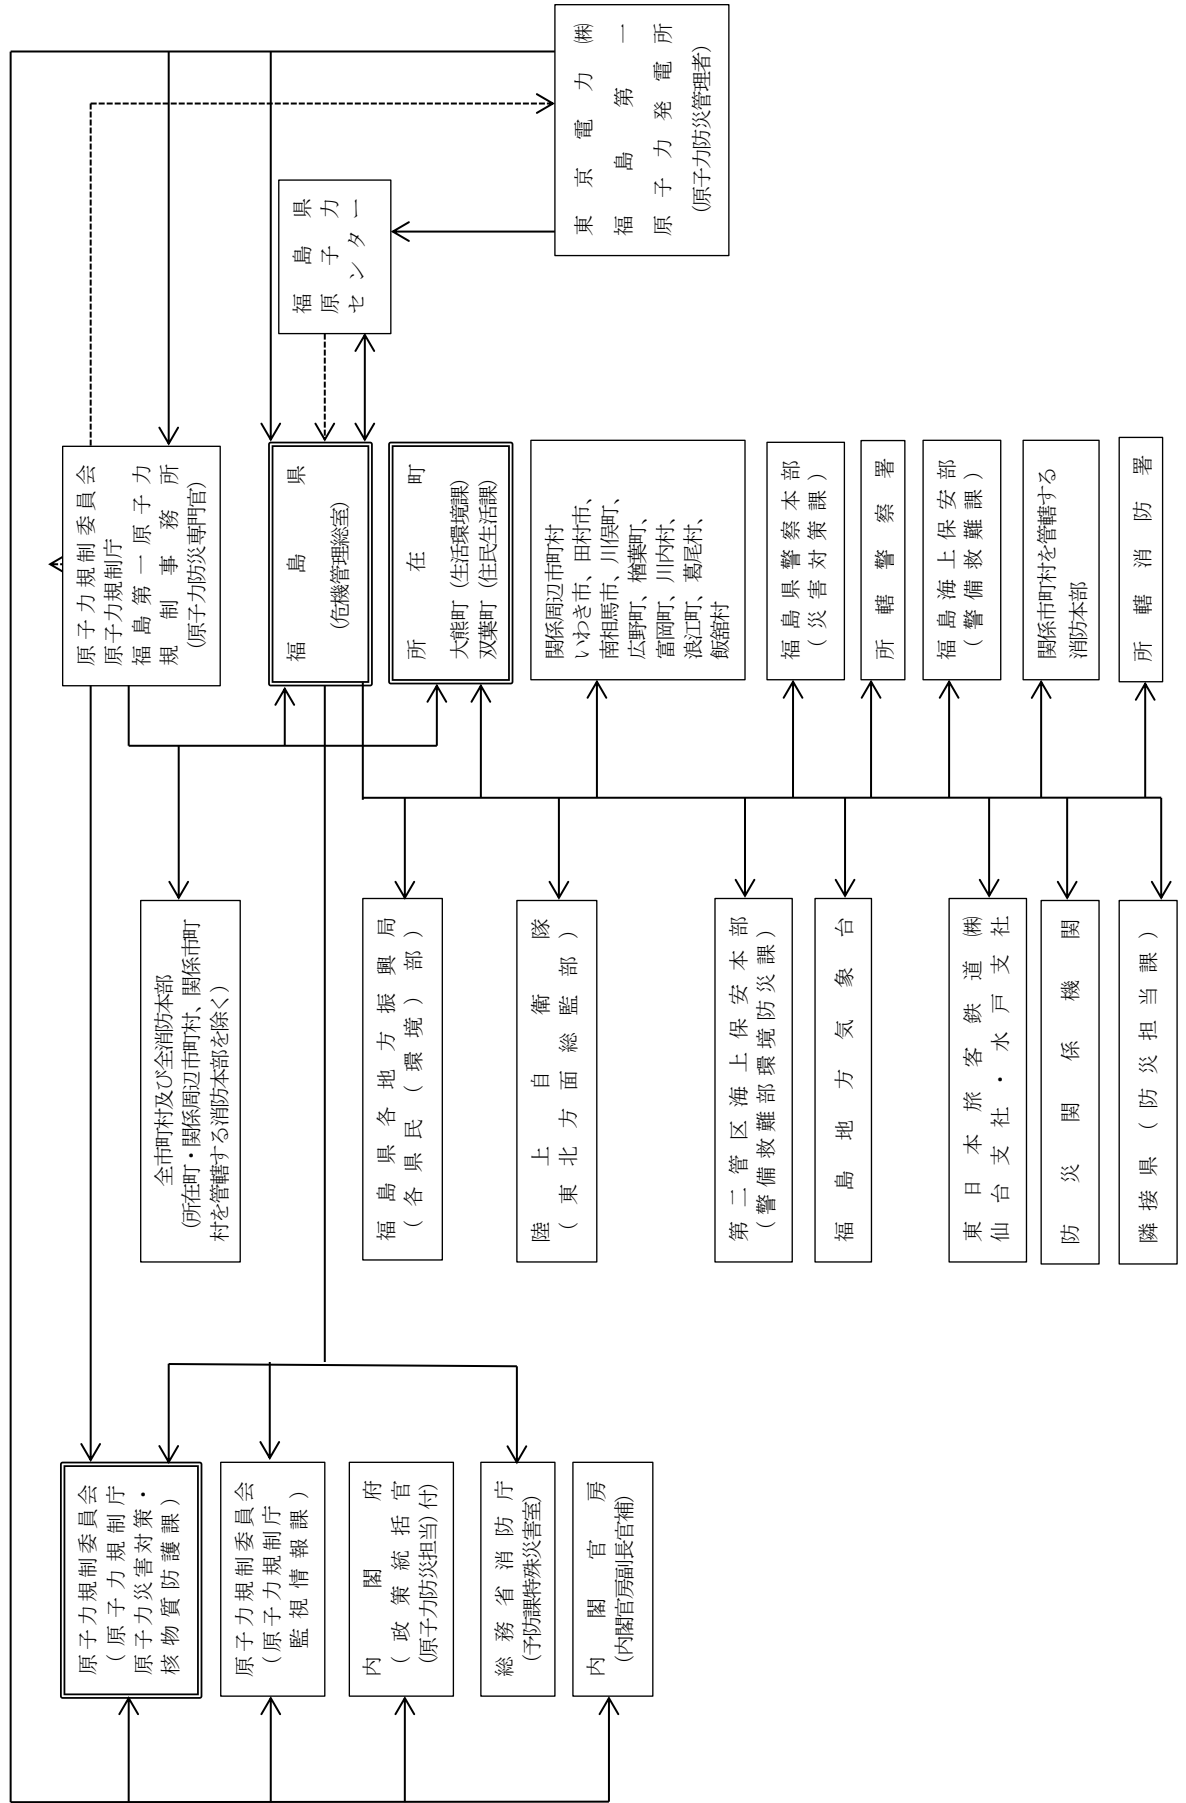 東京電力㈱
福島第一
原子力発電所
(原子力防災管理者)
福島県
原子力
センター
原子力規制委員会
原子力規制庁
福島第一原子力
規制事務所
(原子力防災専門官)
福島県
(危機管理総室)
所在町
大熊町(生活環境課)
双葉町(住民生活課)
関係周辺市町村
いわき市、田村市、
南相馬市、川俣町、
広野町、楢葉町、
富岡町、川内村、
浪江町、葛尾村、
飯舘村
福島県警察本部
(災害対策課)
所轄警察署
福島海上保安部
(警備救難課)
関係市町村を管轄する
消防本部
所轄消防署
全市町村及び全消防本部
(所在町・関係周辺市町村、関係市町
村を管轄する消防本部を除く)
福島県各地方振興局
(各県民(環境)部)
陸上自衛隊
(東北方面総監部)
第二管区海上保安本部
(警備救難部環境防災課)
福島地方気象台
東日本旅客鉄道㈱
仙台支社・水戸支社
防災関係機関
隣接県(防災担当課)
原子力規制委員会
(原子力規制庁
原子力災害対策・
核物質防護課)
原子力規制委員会
(原子力規制庁
監視情報課)
内閣府
(政策統括官
(原子力防災担当)付)
総務省消防庁
(予防課特殊災害室)
内閣官房
(内閣官房副長官補)